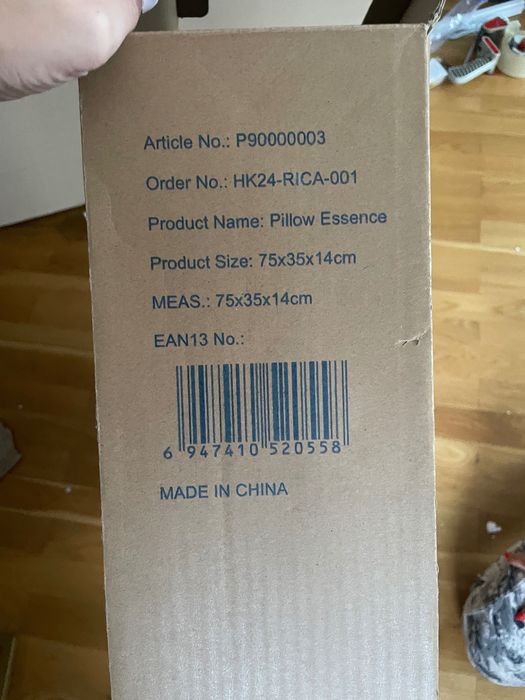 Article No.: P90000003
Order No.: HK24-RICA-001
Product Name: Pillow Essence
Product Size: 75x35x14cm
MEAS.: 75x35x14cm
EAN13 No.:
6 947410 520558
MADE IN CHINA